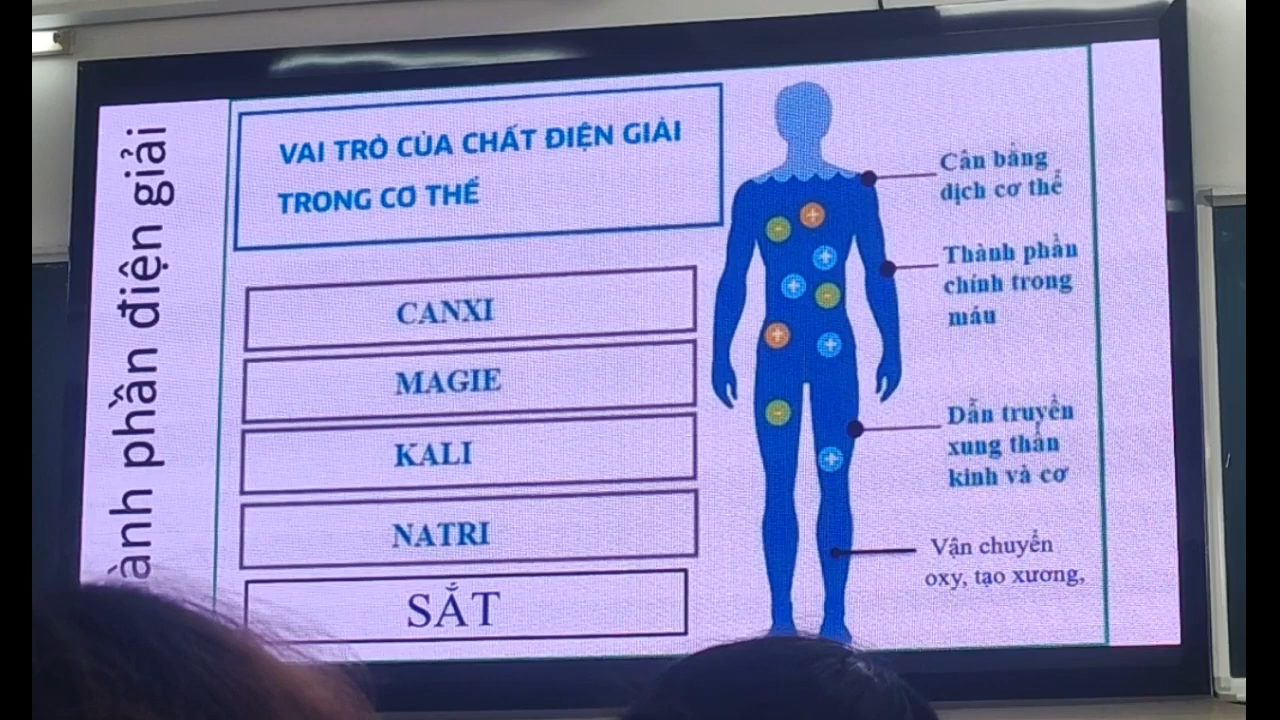 phần điện giải
VAI TRÒ CỦA CHẤT ĐIỆN GIẢI
TRONG CƠ THỂ
CANXI
MAGIE
KALI
NATRI
SẮT
Cân bằng
dịch cơ thể
Thành phần
chính trong
máu
Dẫn truyền
xung thần
kinh và cơ
Vận chuyển
oxy, tạo xương,